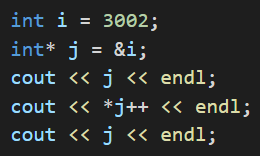 int i = 3002;
int* j = &i;
cout << j << endl;
cout << *j++ << endl;
cout << j << endl;